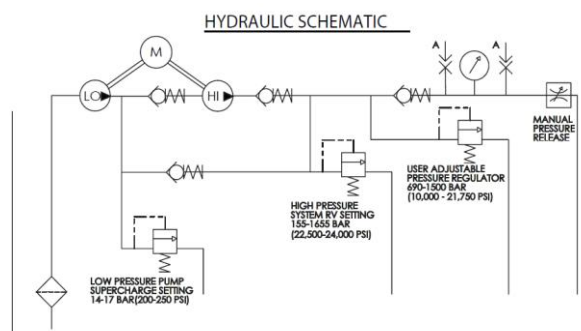 HYDRAULIC SCHEMATIC
M
A
A
LO
HI
MANUAL
PRESSURE
RELEASE
USER ADJUSTABLE
PRESSURE REGULATOR
690-1500 BAR
(10,000 - 21,750 PSI)
HIGH PRESSURE
SYSTEM RV SETTING
155-1655 BAR
(22,500-24,000 PSI)
LOW PRESSURE PUMP
SUPERCHARGE SETTING
14-17 BAR(200-250 PSI)